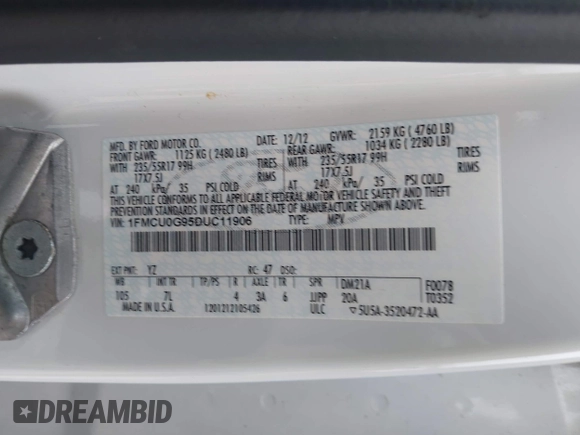 MFD. BY FORD MOTOR CO.
DATE: 12/12 GVWR: 2159 KG ( 4760 LB)
FRONT GAWR: 1125 KG ( 2480 LB) REAR GAWR: 1034 KG ( 2280 LB)
WITH 235/55R17 99H TIRES WITH 235/55R17 99H TIRES
17X7.5J RIMS 17X7.5J RIMS
AT 240 kPa/ 35 PSI COLD AT 240 kPa/ 35 PSI COLD
THIS VEHICLE CONFORMS TO ALL APPLICABLE FEDERAL MOTOR VEHICLE SAFETY AND THEFT
PREVENTION STANDARDS IN EFFECT ON THE DATE OF MANUFACTURE SHOWN ABOVE.
VIN: 1FMCU0G95DUC11906 TYPE: MPV
EXT PNT: YZ RC: 47 DSO:
WB INT TR TP/PS R AXLE TR SPR DM21A F0078
105 7L 4 3A 6 JJPP 20A T0352
MADE IN U.S.A. 1201212105426 ULC ▽5U5A-3520472-AA
DREAMBID